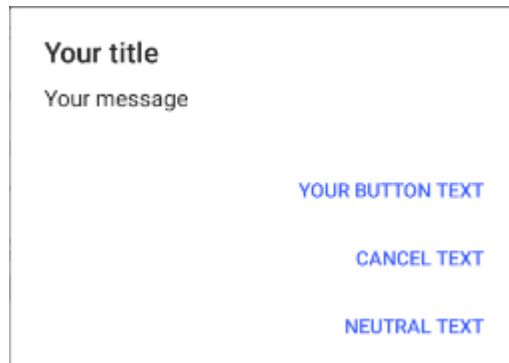 Your title
Your message
YOUR BUTTON TEXT
CANCEL TEXT
NEUTRAL TEXT